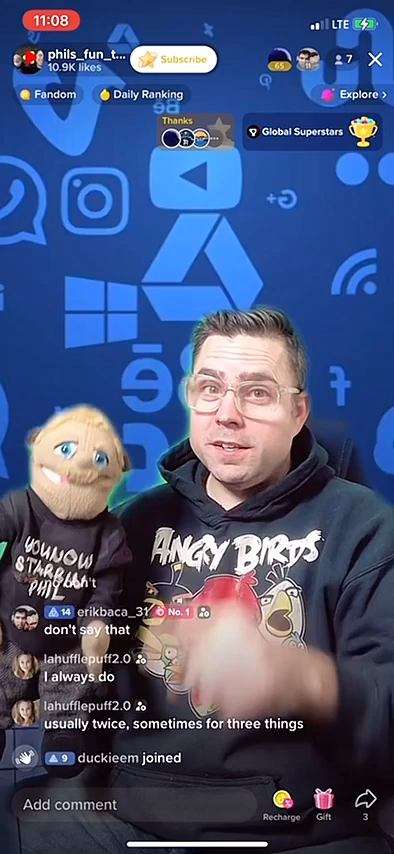 11:08
LTE
phils_fun_t...
10.9K likes
Subscribe
65
7
Fandom
Daily Ranking
Explore >
Thanks
Global Superstars
Bē
G+
f
ANGRY BIRDS
YOUNOW
PHIL
14 erikbaca_31 No. 1
don't say that
lahufflepuff2.0
I always do
lahufflepuff2.0
usually twice, sometimes for three things
9 duckieem joined
Add comment
Recharge
Gift
3